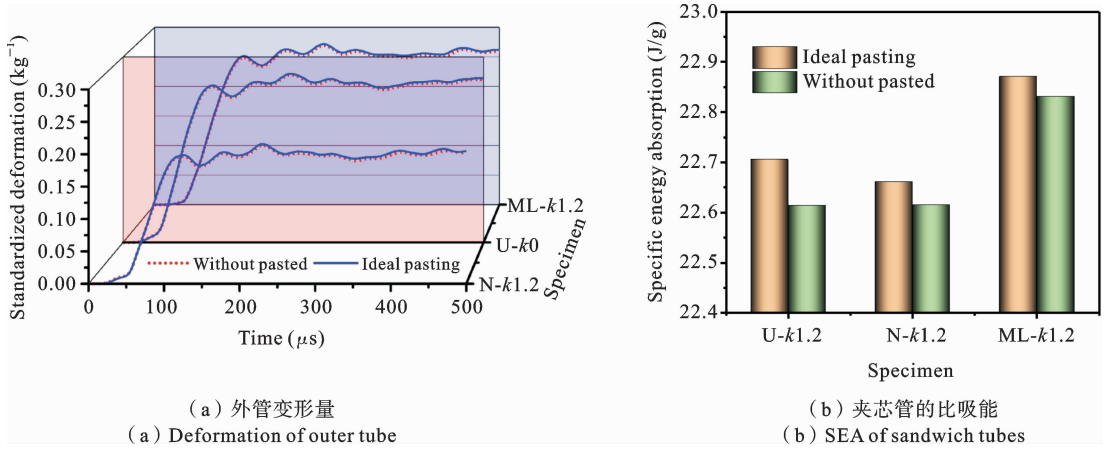 Standardized deformation (kg⁻¹)
0.30
0.25
0.20
0.15
0.10
0.05
0.00
0
100
200
300
400
500
Time (μs)
Without pasted
Ideal pasting
ML-k1.2
U-k0
N-k1.2
Specimen
(a) 外管变形量
(a) Deformation of outer tube
Specific energy absorption (J/g)
23.0
22.9
22.8
22.7
22.6
22.5
22.4
Ideal pasting
Without pasted
U-k1.2
N-k1.2
ML-k1.2
Specimen
(b) 夹芯管的比吸能
(b) SEA of sandwich tubes